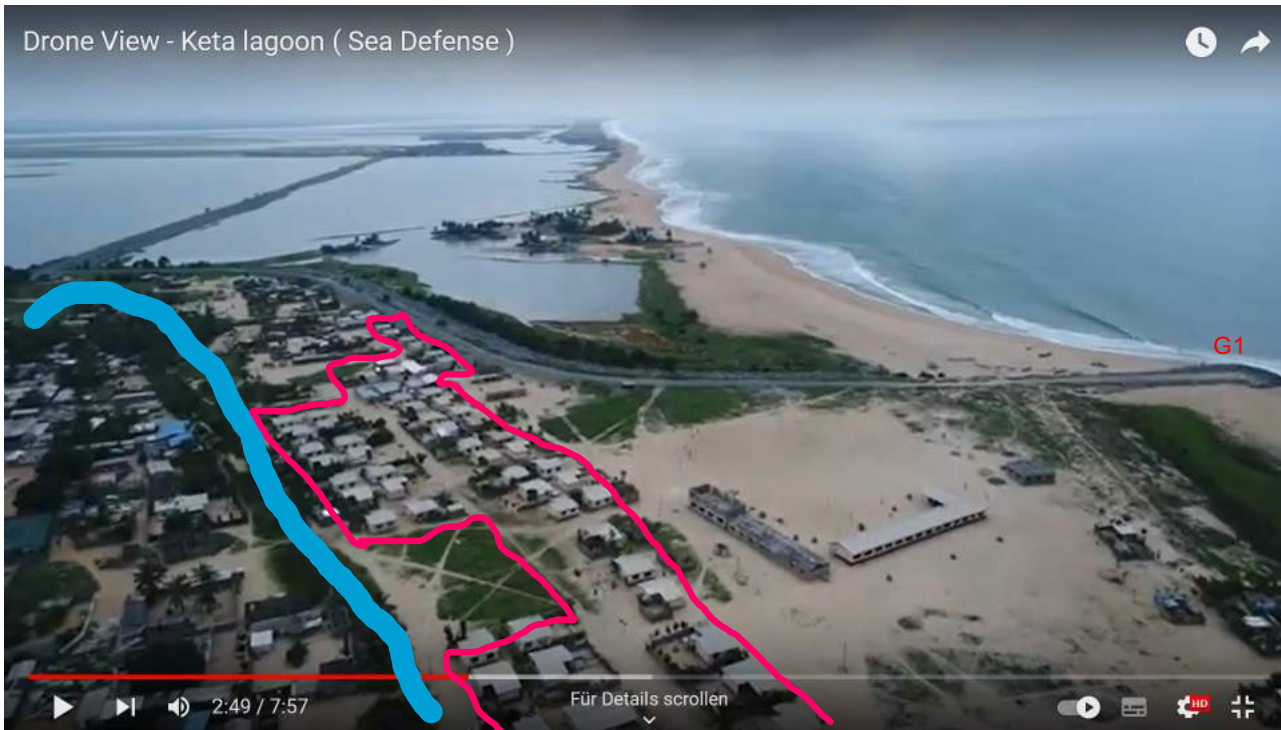 Drone View - Keta lagoon ( Sea Defense )
G1
2:49 / 7:57
Für Details scrollen
HD